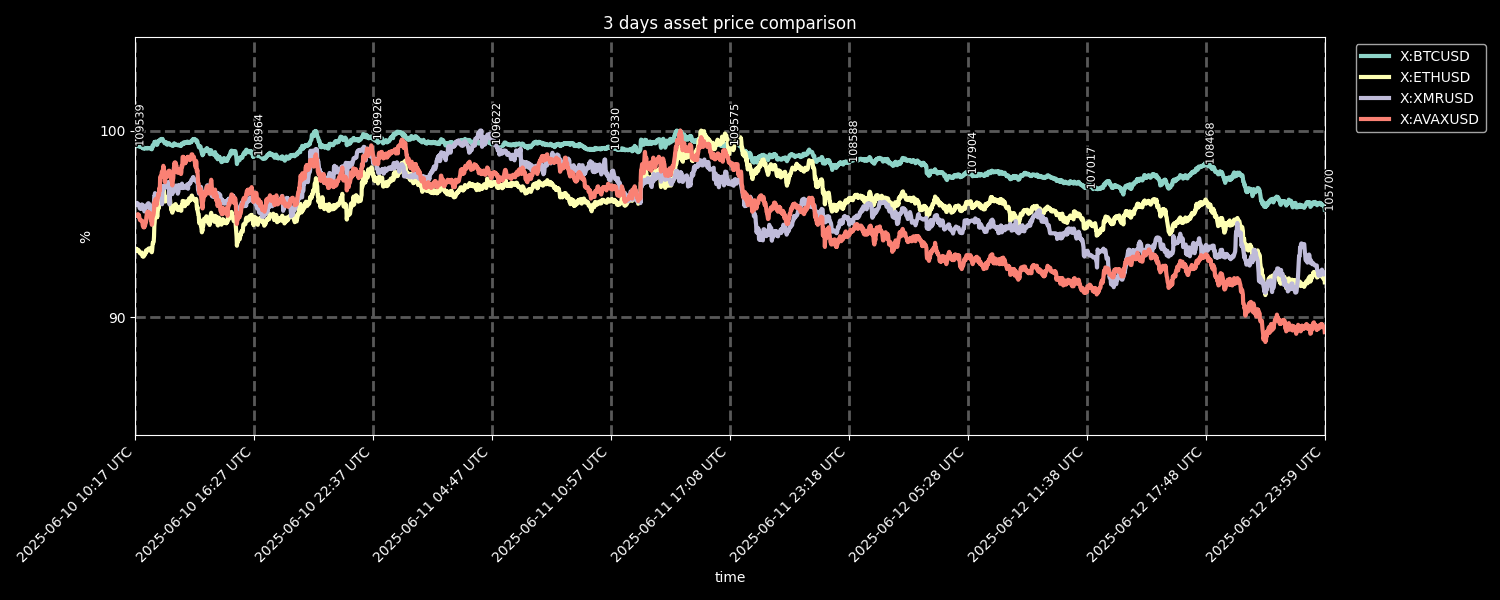 3 days asset price comparison
X:BTCUSD
X:ETHUSD
X:XMRUSD
X:AVAXUSD
109539
108964
109926
109622
109330
109575
108588
107904
107017
108468
105700
100
90
%
2025-06-10 10:17 UTC
2025-06-10 16:27 UTC
2025-06-10 22:37 UTC
2025-06-11 04:47 UTC
2025-06-11 10:57 UTC
2025-06-11 17:08 UTC
2025-06-11 23:18 UTC
2025-06-12 05:28 UTC
2025-06-12 11:38 UTC
2025-06-12 17:48 UTC
2025-06-12 23:59 UTC
time